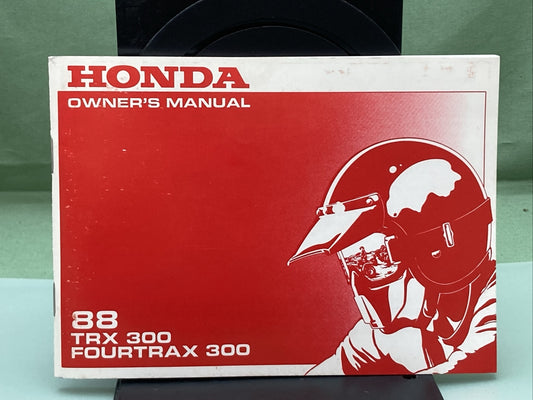 HONDA
OWNER'S MANUAL
88
TRX 300
FOURTRAX 300